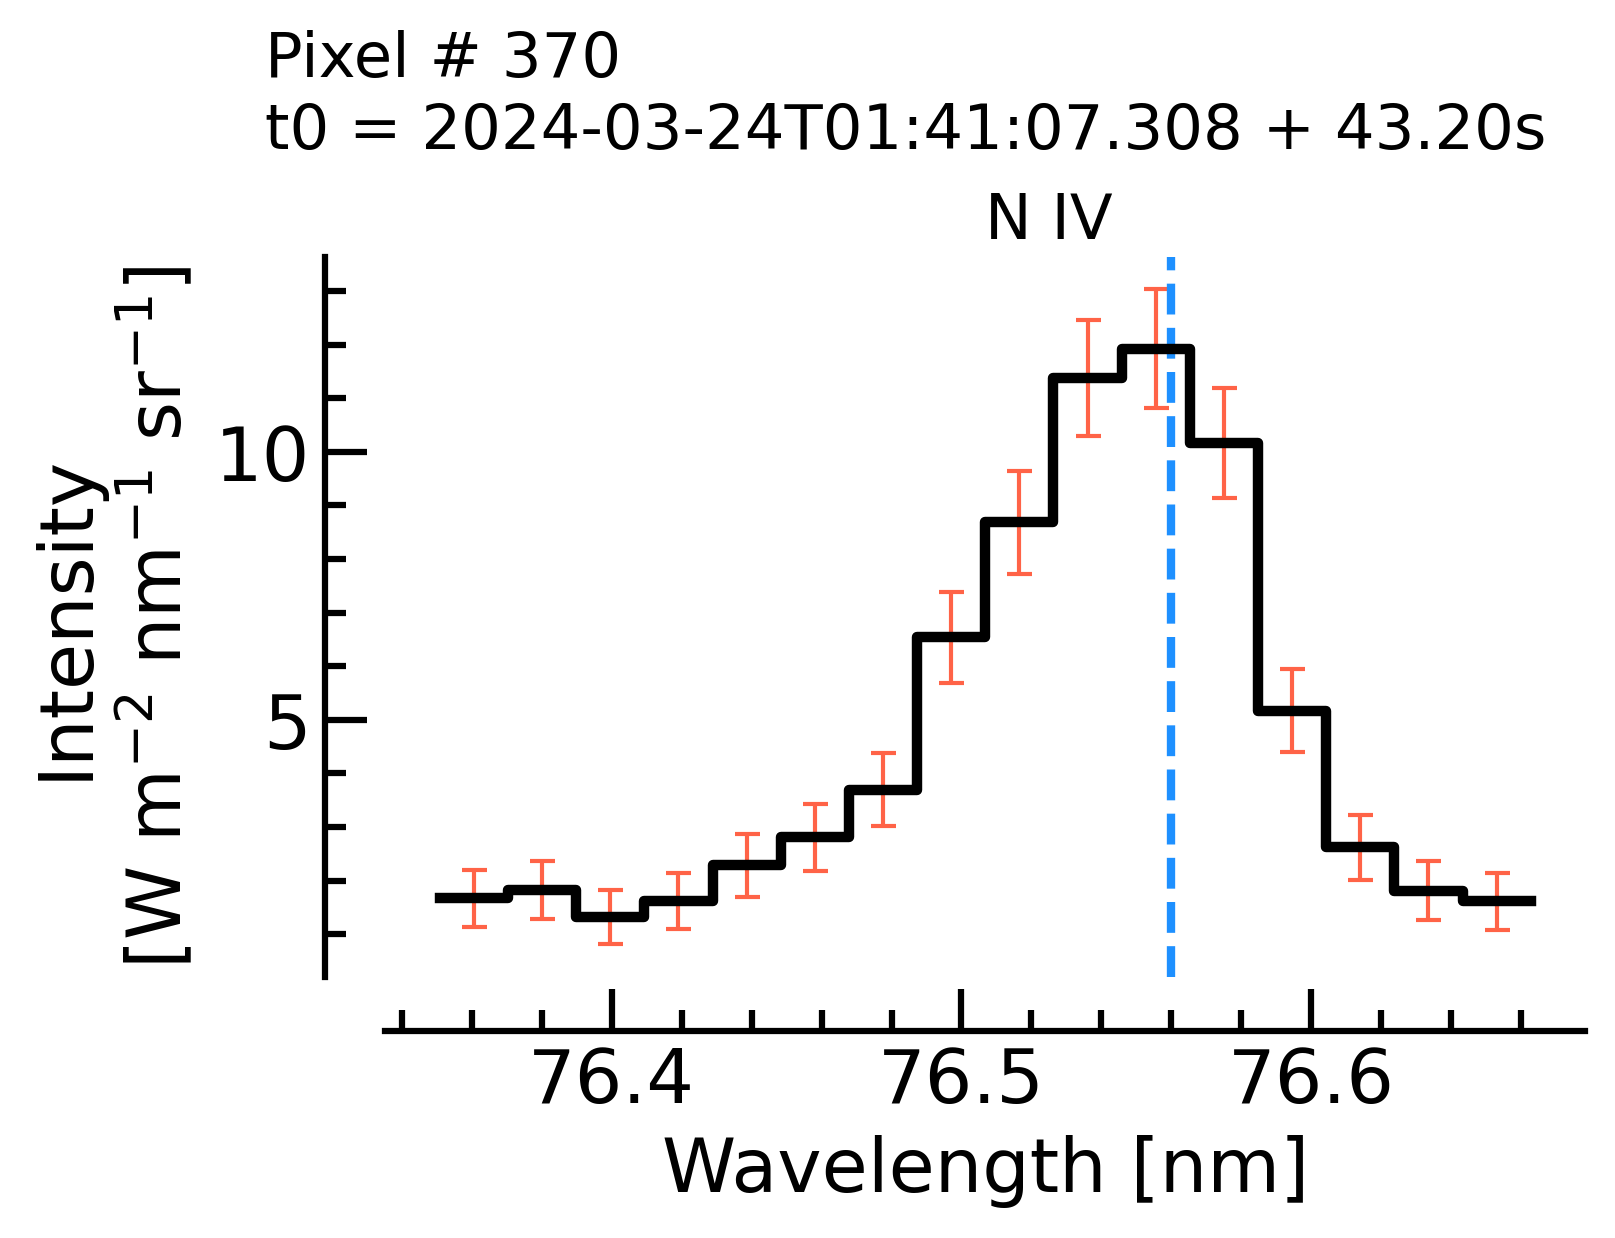 Pixel # 370
t0 = 2024-03-24T01:41:07.308 + 43.20s
N IV
Intensity
[W m⁻² nm⁻¹ sr⁻¹]
10
5
76.4 76.5 76.6
Wavelength [nm]